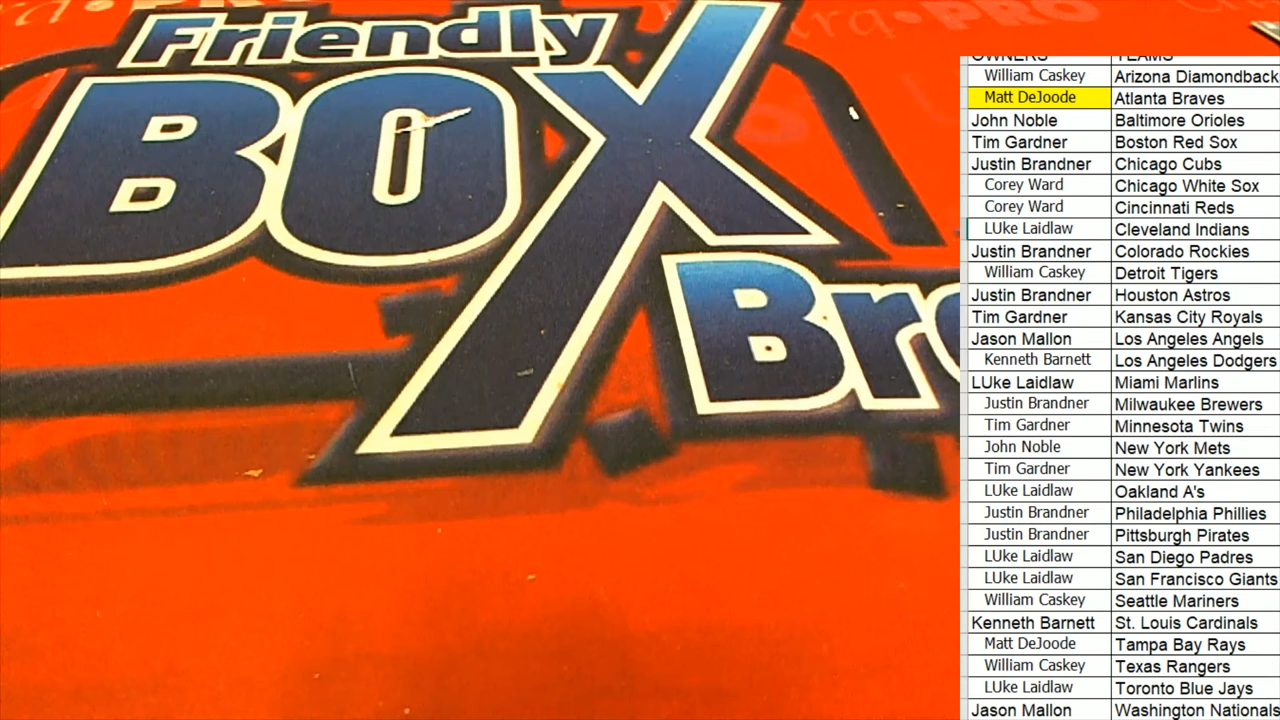 Friendly
BOX
Bre
OWNERS TEAMS
William Caskey Arizona Diamondback
Matt DeJoode Atlanta Braves
John Noble Baltimore Orioles
Tim Gardner Boston Red Sox
Justin Brandner Chicago Cubs
Corey Ward Chicago White Sox
Corey Ward Cincinnati Reds
LUke Laidlaw Cleveland Indians
Justin Brandner Colorado Rockies
William Caskey Detroit Tigers
Justin Brandner Houston Astros
Tim Gardner Kansas City Royals
Jason Mallon Los Angeles Angels
Kenneth Barnett Los Angeles Dodgers
LUke Laidlaw Miami Marlins
Justin Brandner Milwaukee Brewers
Tim Gardner Minnesota Twins
John Noble New York Mets
Tim Gardner New York Yankees
LUke Laidlaw Oakland A's
Justin Brandner Philadelphia Phillies
Justin Brandner Pittsburgh Pirates
LUke Laidlaw San Diego Padres
LUke Laidlaw San Francisco Giants
William Caskey Seattle Mariners
Kenneth Barnett St. Louis Cardinals
Matt DeJoode Tampa Bay Rays
William Caskey Texas Rangers
LUke Laidlaw Toronto Blue Jays
Jason Mallon Washington Nationals